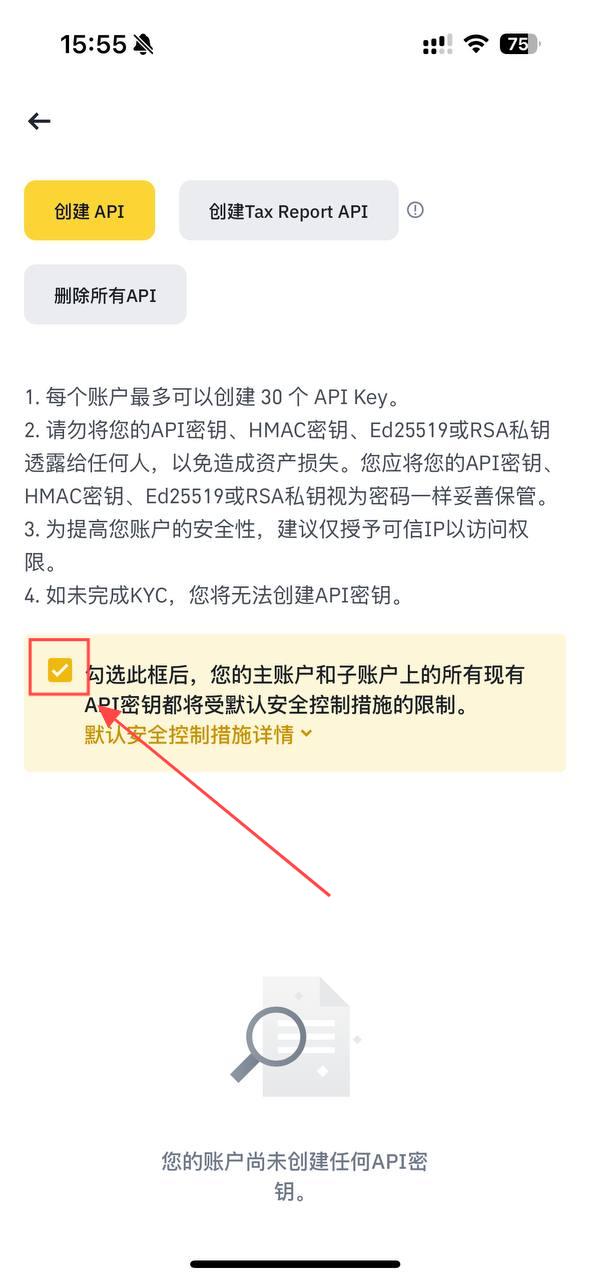 15:55
75
创建 API
创建Tax Report API
删除所有API
1. 每个账户最多可以创建 30 个 API Key。
2. 请勿将您的API密钥、HMAC密钥、Ed25519或RSA私钥
透露给任何人，以免造成资产损失。您应将您的API密钥、
HMAC密钥、Ed25519或RSA私钥视为密码一样妥善保管。
3. 为提高您账户的安全性，建议仅授予可信IP以访问权
限。
4. 如未完成KYC，您将无法创建API密钥。
勾选此框后，您的主账户和子账户上的所有现有
API密钥都将受默认安全控制措施的限制。
默认安全控制措施详情
您的账户尚未创建任何API密
钥。